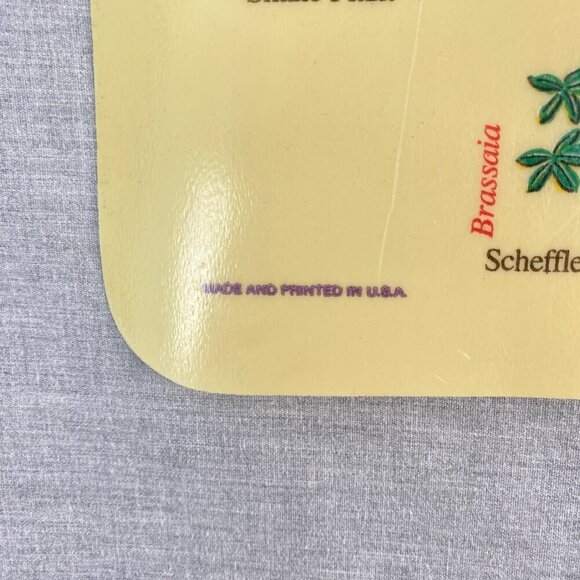 Brassaia
Scheffle
MADE AND PRINTED IN U.S.A.